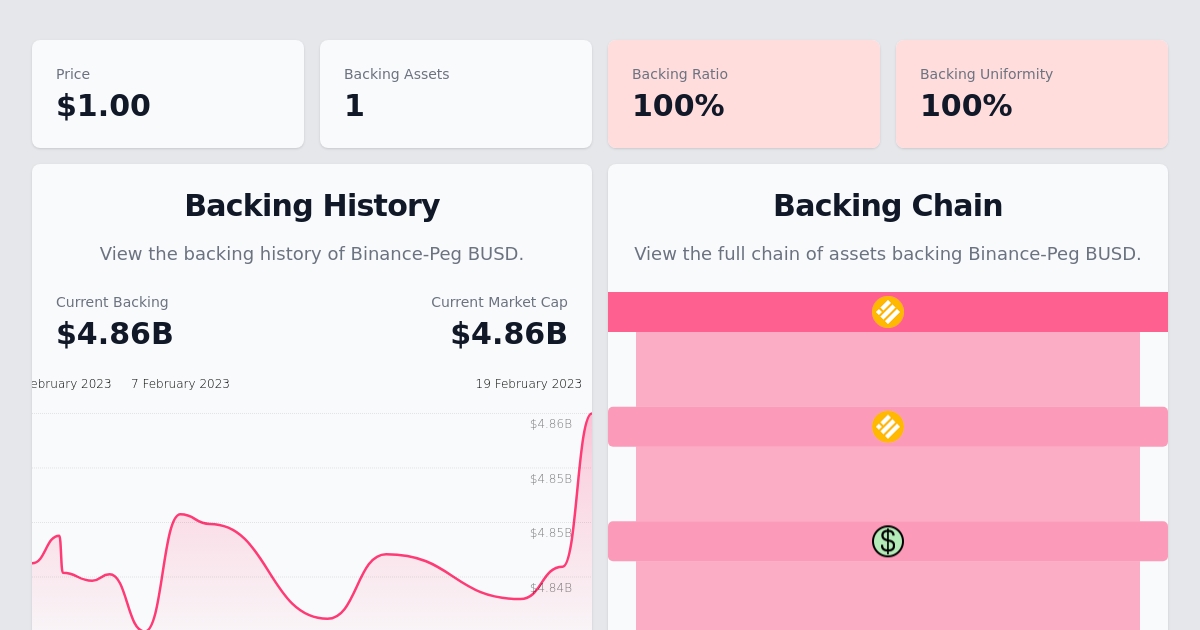 Price
$1.00
Backing Assets
1
Backing Ratio
100%
Backing Uniformity
100%
Backing History
View the backing history of Binance-Peg BUSD.
Current Backing
$4.86B
Current Market Cap
$4.86B
ebruary 2023
7 February 2023
19 February 2023
$4.86B
$4.85B
$4.85B
$4.84B
Backing Chain
View the full chain of assets backing Binance-Peg BUSD.
$